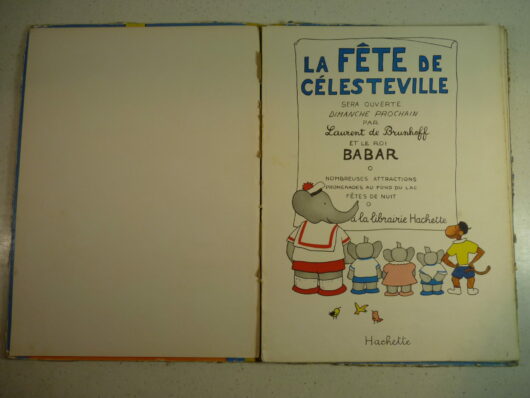 LA FÊTE DE
CÉLESTEVILLE
SERA OUVERTE
DIMANCHE PROCHAIN
PAR
Laurent de Brunhoff
ET LE ROI
BABAR
NOMBREUSES ATTRACTIONS
PROMENADES AU FOND DU LAC
FÊTES DE NUIT
à la librairie Hachette
Hachette